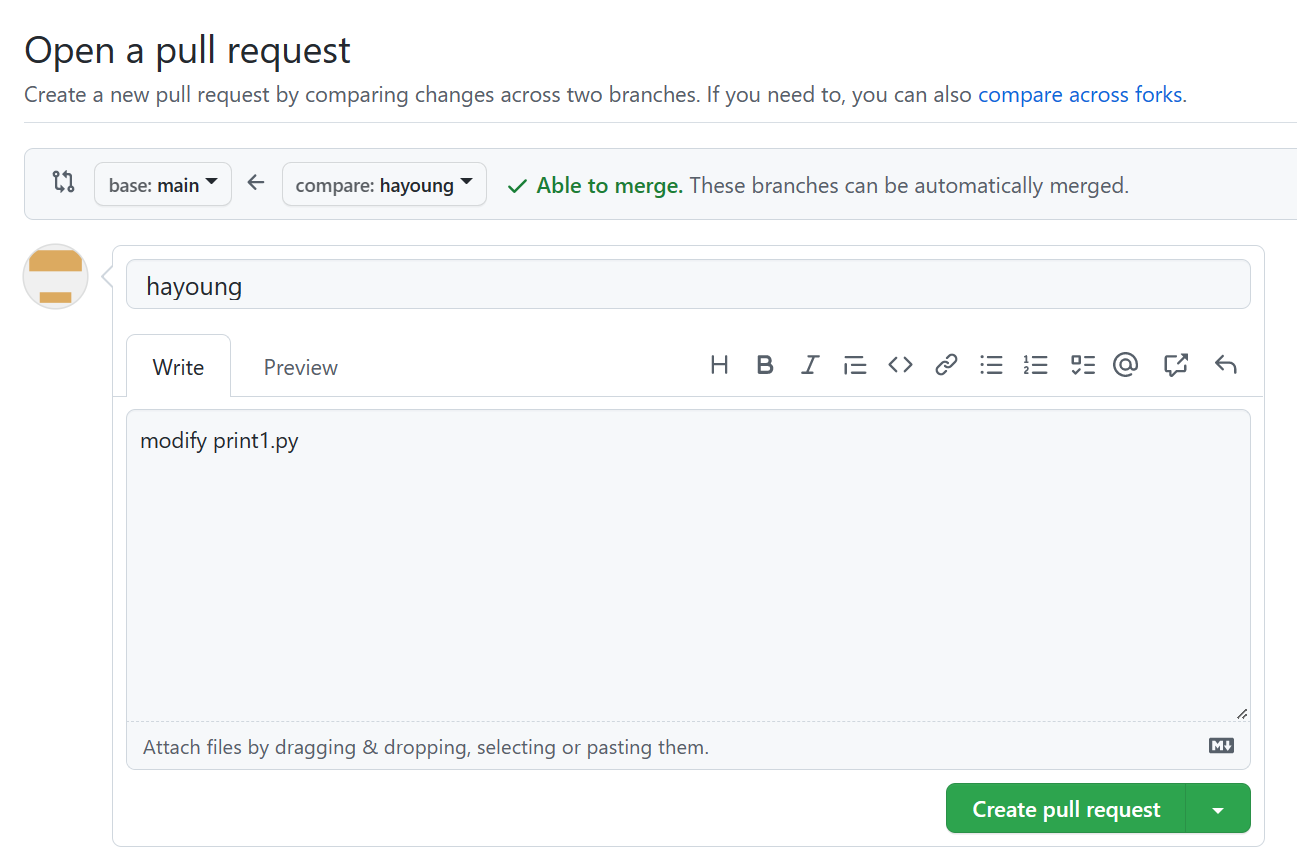 Open a pull request
Create a new pull request by comparing changes across two branches. If you need to, you can also compare across forks.
base: main compare: hayoung Able to merge. These branches can be automatically merged.
hayoung
Write Preview
modify print1.py
Attach files by dragging & dropping, selecting or pasting them.
Create pull request